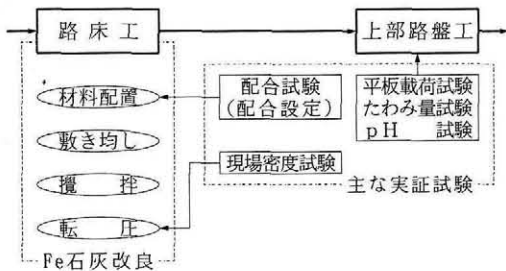 路床工
上部路盤工
材料配置
敷き均し
攪拌
転圧
Fe石灰改良
配合試験
(配合設定)
現場密度試験
平板載荷試験
たわみ量試験
pH 試験
主な実証試験